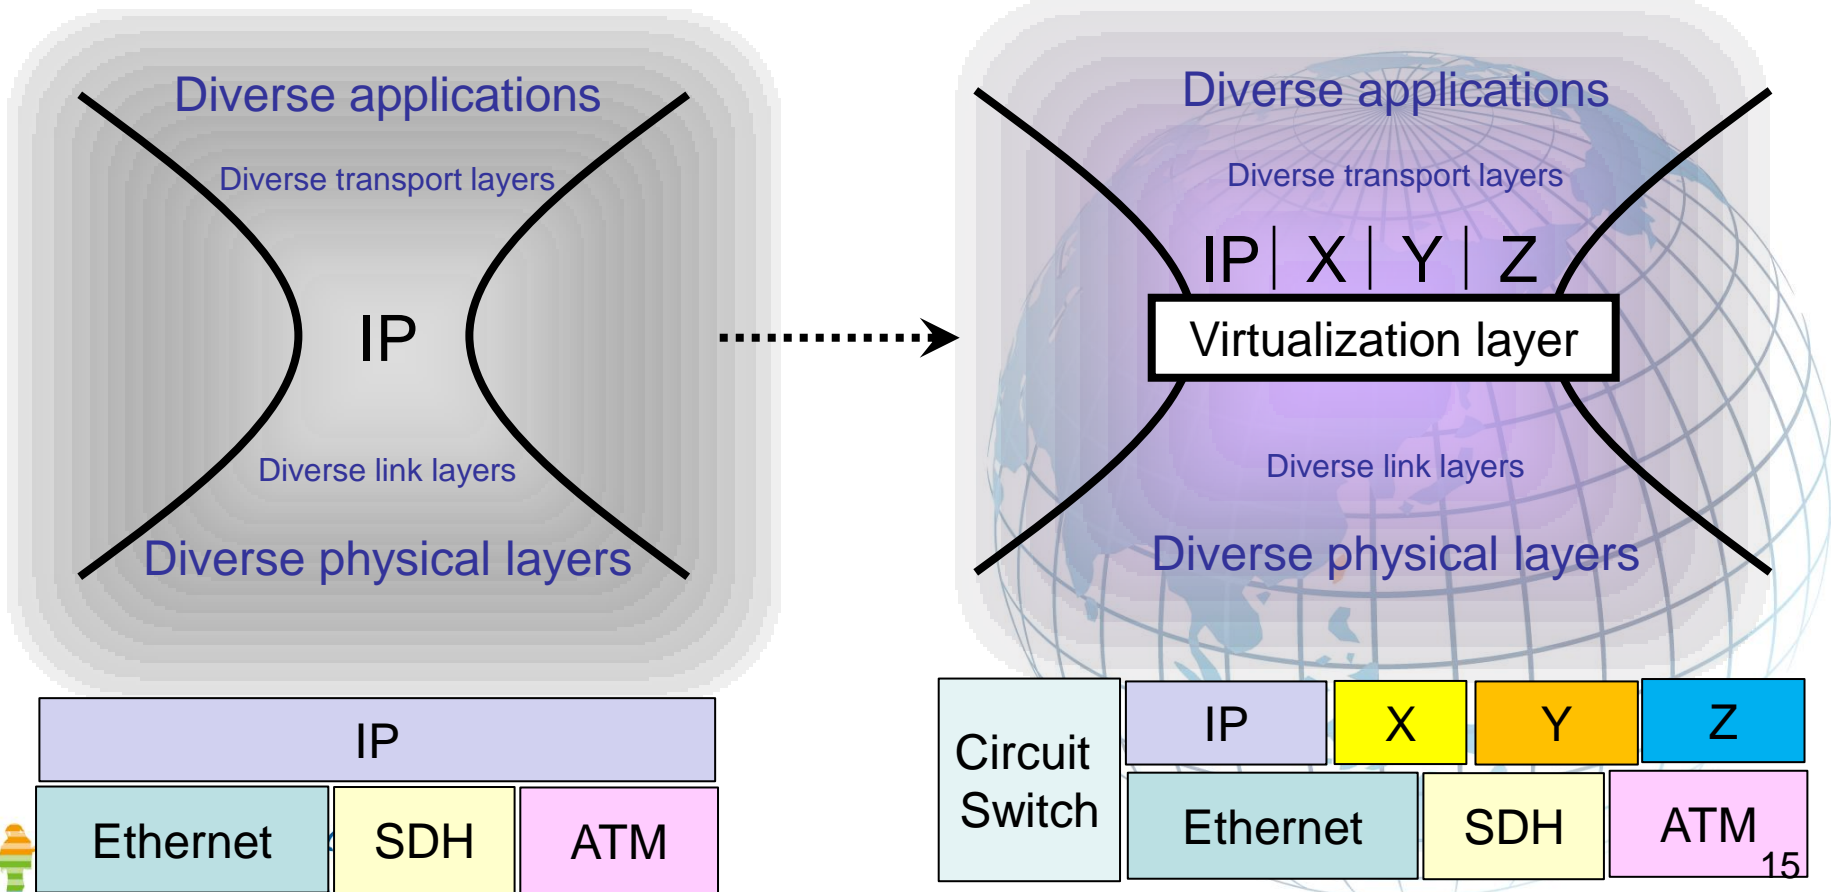 Diverse applications
Diverse transport layers
IP
Diverse link layers
Diverse physical layers
IP
Ethernet
SDH
ATM
Diverse applications
Diverse transport layers
IP | X | Y | Z
Virtualization layer
Diverse link layers
Diverse physical layers
Circuit
Switch
IP
X
Y
Z
Ethernet
SDH
ATM
15